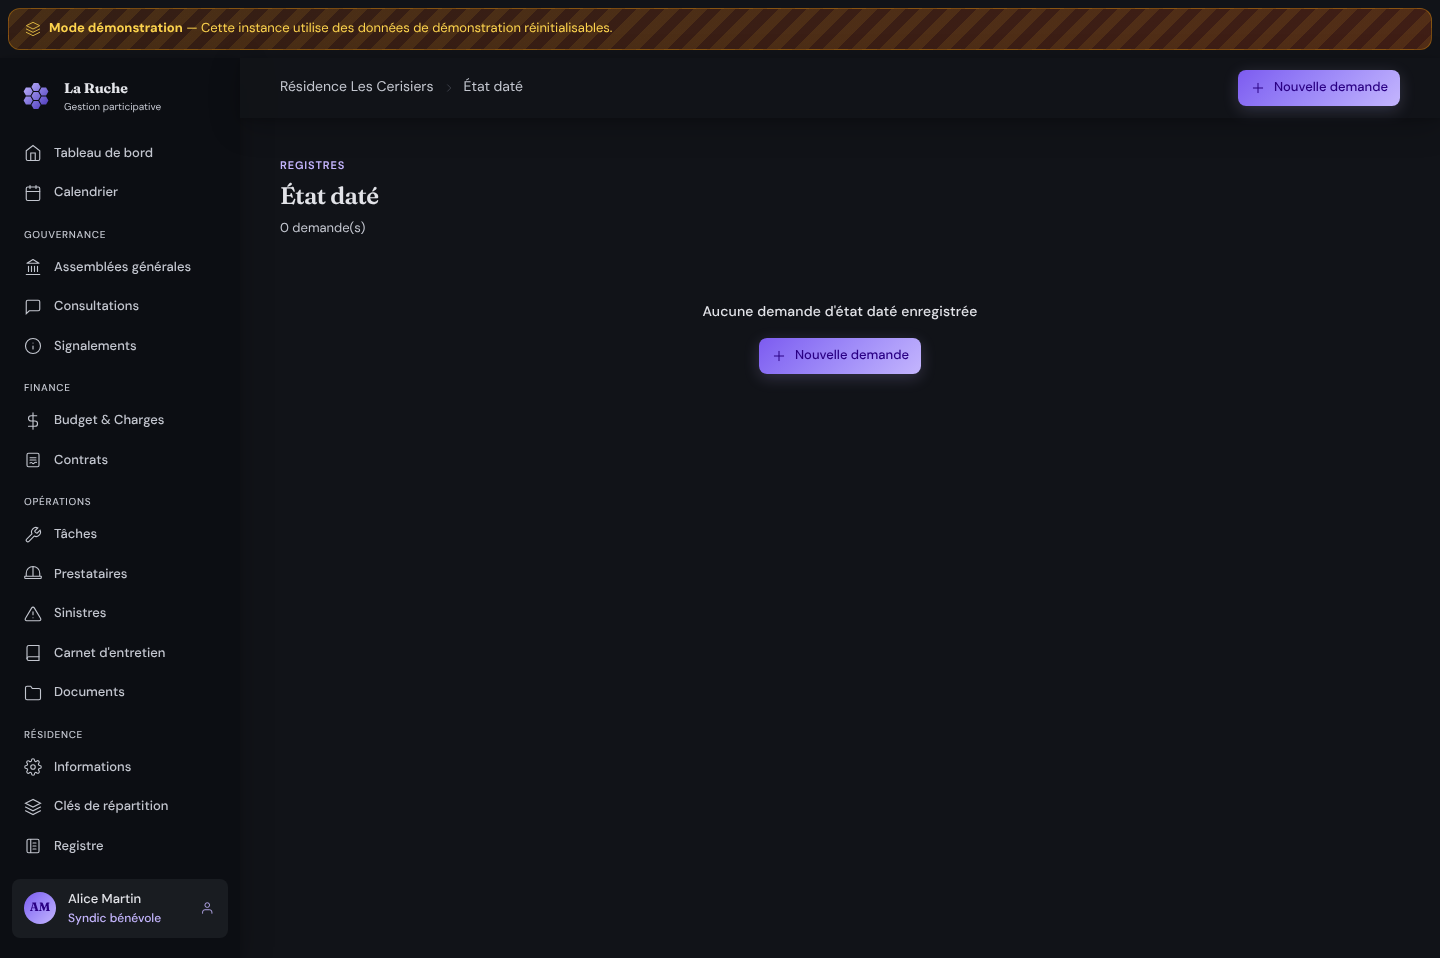 Mode démonstration — Cette instance utilise des données de démonstration réinitialisables.
La Ruche
Gestion participative
Tableau de bord
Calendrier
GOUVERNANCE
Assemblées générales
Consultations
Signalements
FINANCE
Budget & Charges
Contrats
OPÉRATIONS
Tâches
Prestataires
Sinistres
Carnet d'entretien
Documents
RÉSIDENCE
Informations
Clés de répartition
Registre
AM
Alice Martin
Syndic bénévole
Résidence Les Cerisiers > État daté
Nouvelle demande
REGISTRES
État daté
0 demande(s)
Aucune demande d'état daté enregistrée
Nouvelle demande